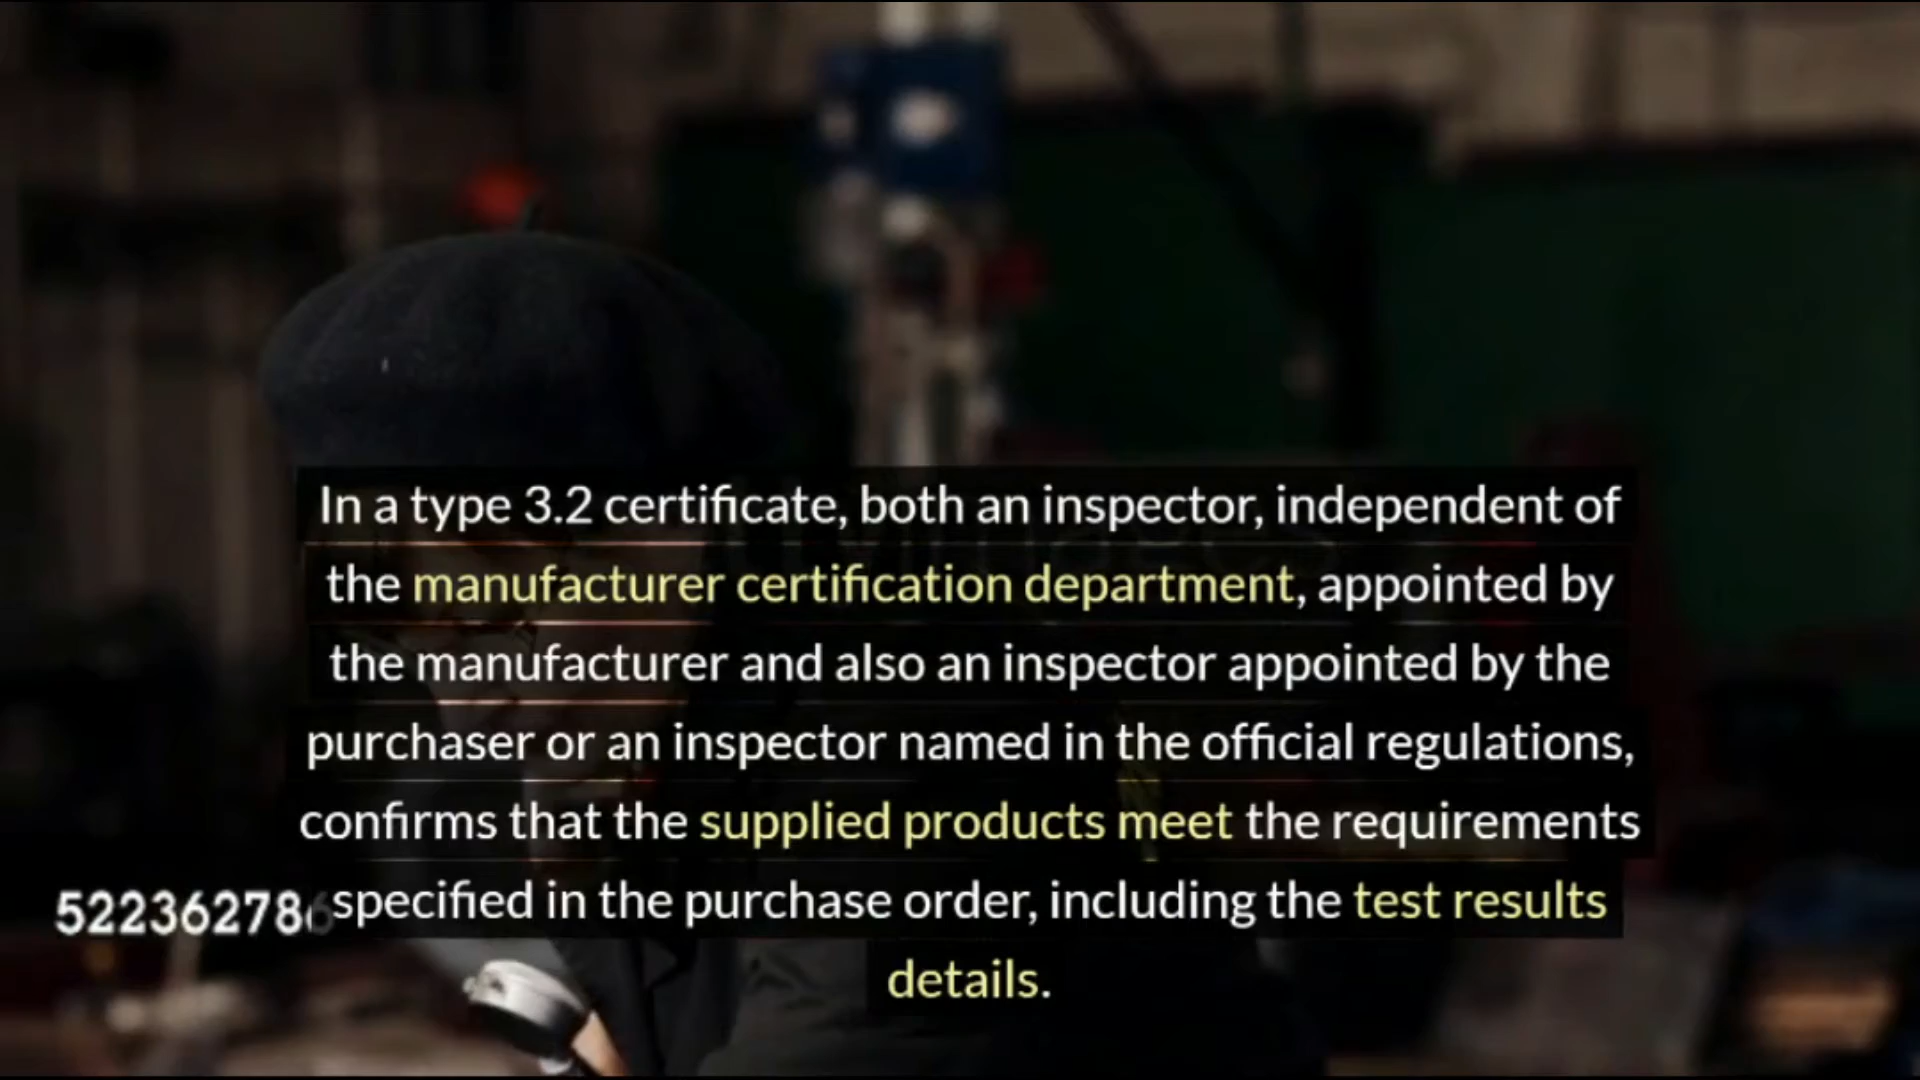 In a type 3.2 certificate, both an inspector, independent of
the manufacturer certification department, appointed by
the manufacturer and also an inspector appointed by the
purchaser or an inspector named in the official regulations,
confirms that the supplied products meet the requirements
specified in the purchase order, including the test results
details.
5223627866